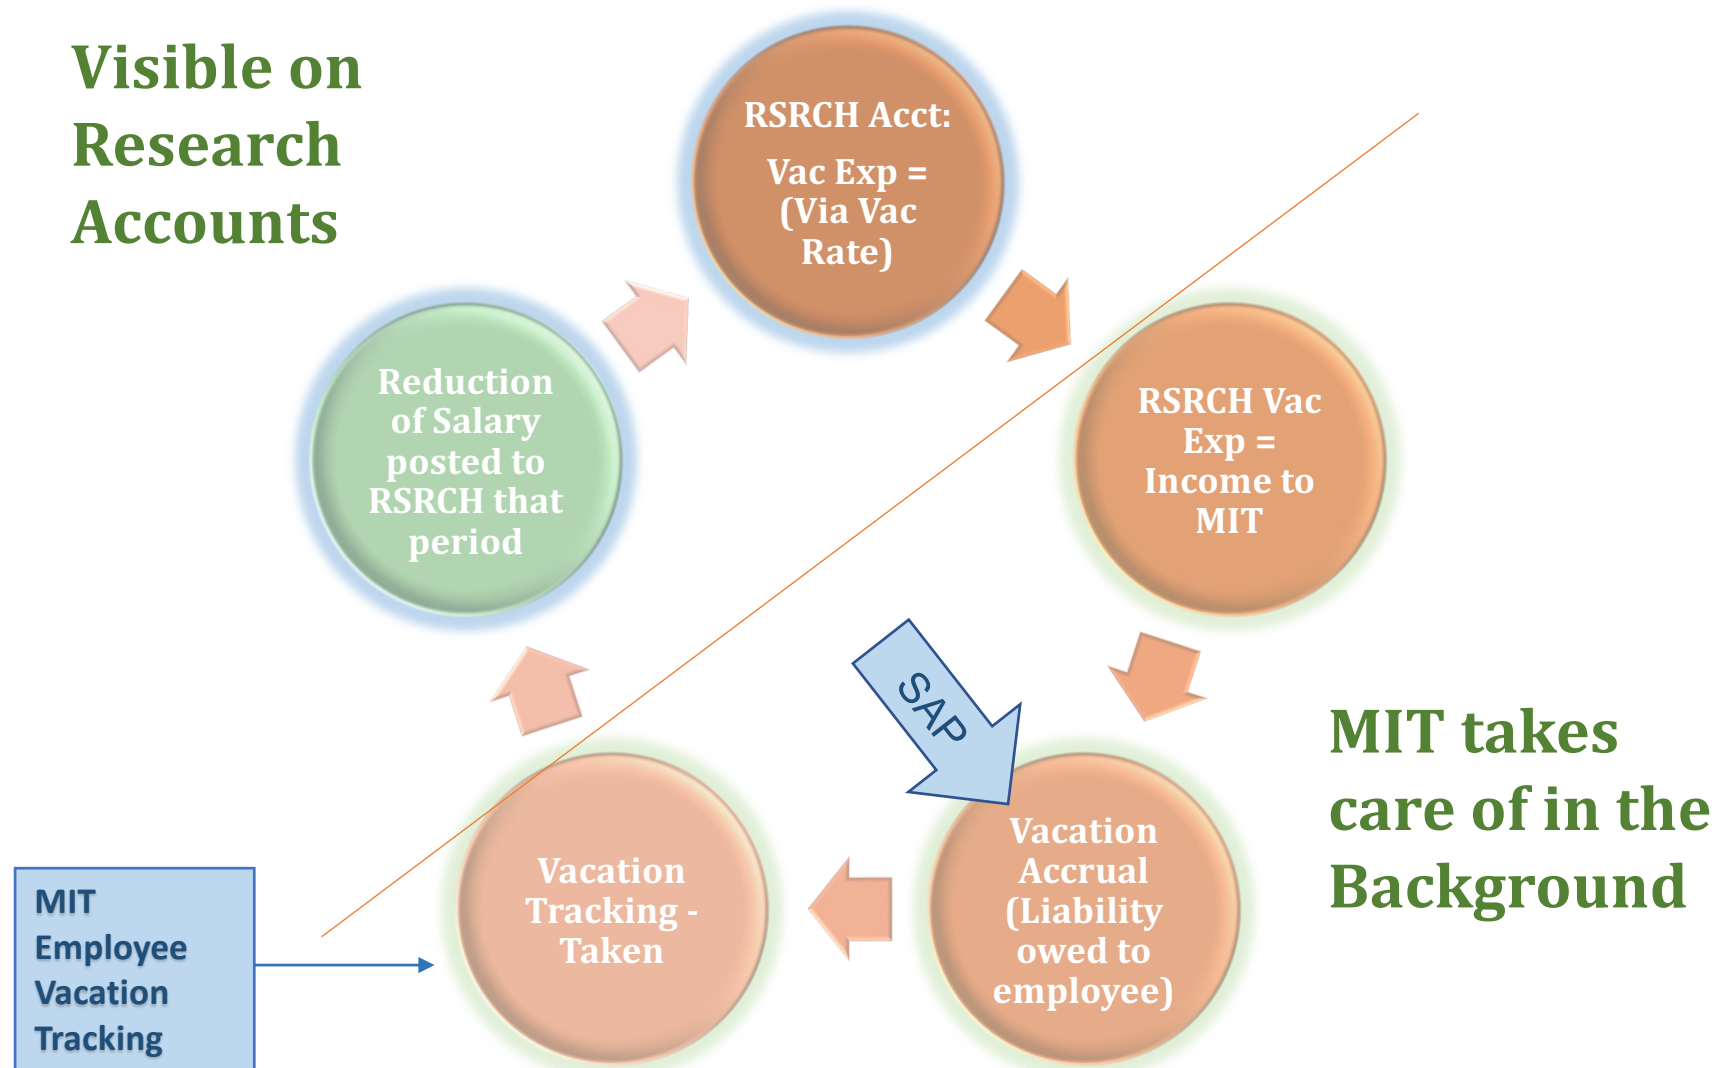 Visible on
Research
Accounts
RSRCH Acct:
Vac Exp =
(Via Vac
Rate)
RSRCH Vac
Exp =
Income to
MIT
Reduction
of Salary
posted to
RSRCH that
period
SAP
Vacation
Accrual
(Liability
owed to
employee)
Vacation
Tracking -
Taken
MIT takes
care of in the
Background
MIT
Employee
Vacation
Tracking